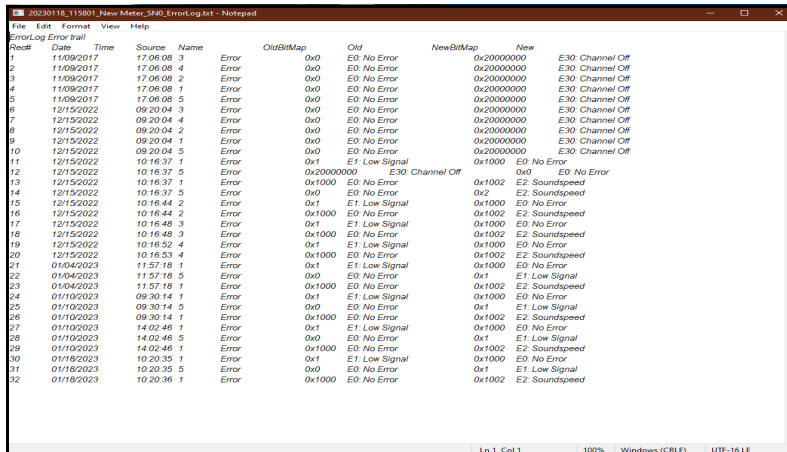 20230118_115801_New Meter_SN0_ErrorLog.txt - Notepad
File Edit Format View Help
ErrorLog Error trail
Rec# Date Time Source Name OldBitMap Old NewBitMap New
1 11/09/2017 17:06:08 3 Error 0x0 E0: No Error 0x20000000 E30: Channel Off
2 11/09/2017 17:06:08 4 Error 0x0 E0: No Error 0x20000000 E30: Channel Off
3 11/09/2017 17:06:08 2 Error 0x0 E0: No Error 0x20000000 E30: Channel Off
4 11/09/2017 17:06:08 1 Error 0x0 E0: No Error 0x20000000 E30: Channel Off
5 11/09/2017 17:06:08 5 Error 0x0 E0: No Error 0x20000000 E30: Channel Off
6 12/15/2022 09:20:04 3 Error 0x0 E0: No Error 0x20000000 E30: Channel Off
7 12/15/2022 09:20:04 4 Error 0x0 E0: No Error 0x20000000 E30: Channel Off
8 12/15/2022 09:20:04 2 Error 0x0 E0: No Error 0x20000000 E30: Channel Off
9 12/15/2022 09:20:04 1 Error 0x0 E0: No Error 0x20000000 E30: Channel Off
10 12/15/2022 09:20:04 5 Error 0x0 E0: No Error 0x20000000 E30: Channel Off
11 12/15/2022 10:16:37 1 Error 0x1 E1: Low Signal 0x1000 E0: No Error
12 12/15/2022 10:16:37 5 Error 0x20000000 E30: Channel Off 0x0 E0: No Error
13 12/15/2022 10:16:37 1 Error 0x1000 E0: No Error 0x1002 E2: Soundspeed
14 12/15/2022 10:16:37 5 Error 0x0 E0: No Error 0x2 E2: Soundspeed
15 12/15/2022 10:16:44 2 Error 0x1 E1: Low Signal 0x1000 E0: No Error
16 12/15/2022 10:16:44 2 Error 0x1000 E0: No Error 0x1002 E2: Soundspeed
17 12/15/2022 10:16:48 3 Error 0x1 E1: Low Signal 0x1000 E0: No Error
18 12/15/2022 10:16:48 3 Error 0x1000 E0: No Error 0x1002 E2: Soundspeed
19 12/15/2022 10:16:52 4 Error 0x1 E1: Low Signal 0x1000 E0: No Error
20 12/15/2022 10:16:53 4 Error 0x1000 E0: No Error 0x1002 E2: Soundspeed
21 01/04/2023 11:57:18 1 Error 0x1 E1: Low Signal 0x1000 E0: No Error
22 01/04/2023 11:57:18 5 Error 0x0 E0: No Error 0x1 E1: Low Signal
23 01/04/2023 11:57:18 1 Error 0x1000 E0: No Error 0x1002 E2: Soundspeed
24 01/10/2023 09:30:14 1 Error 0x1 E1: Low Signal 0x1000 E0: No Error
25 01/10/2023 09:30:14 5 Error 0x0 E0: No Error 0x1 E1: Low Signal
26 01/10/2023 09:30:14 1 Error 0x1000 E0: No Error 0x1002 E2: Soundspeed
27 01/10/2023 14:02:46 1 Error 0x1 E1: Low Signal 0x1000 E0: No Error
28 01/10/2023 14:02:46 5 Error 0x0 E0: No Error 0x1 E1: Low Signal
29 01/10/2023 14:02:46 1 Error 0x1000 E0: No Error 0x1002 E2: Soundspeed
30 01/18/2023 10:20:35 1 Error 0x1 E1: Low Signal 0x1000 E0: No Error
31 01/18/2023 10:20:35 5 Error 0x0 E0: No Error 0x1 E1: Low Signal
32 01/18/2023 10:20:36 1 Error 0x1000 E0: No Error 0x1002 E2: Soundspeed
Ln 1, Col 1 100% Windows (CRLF) UTF-16 LE